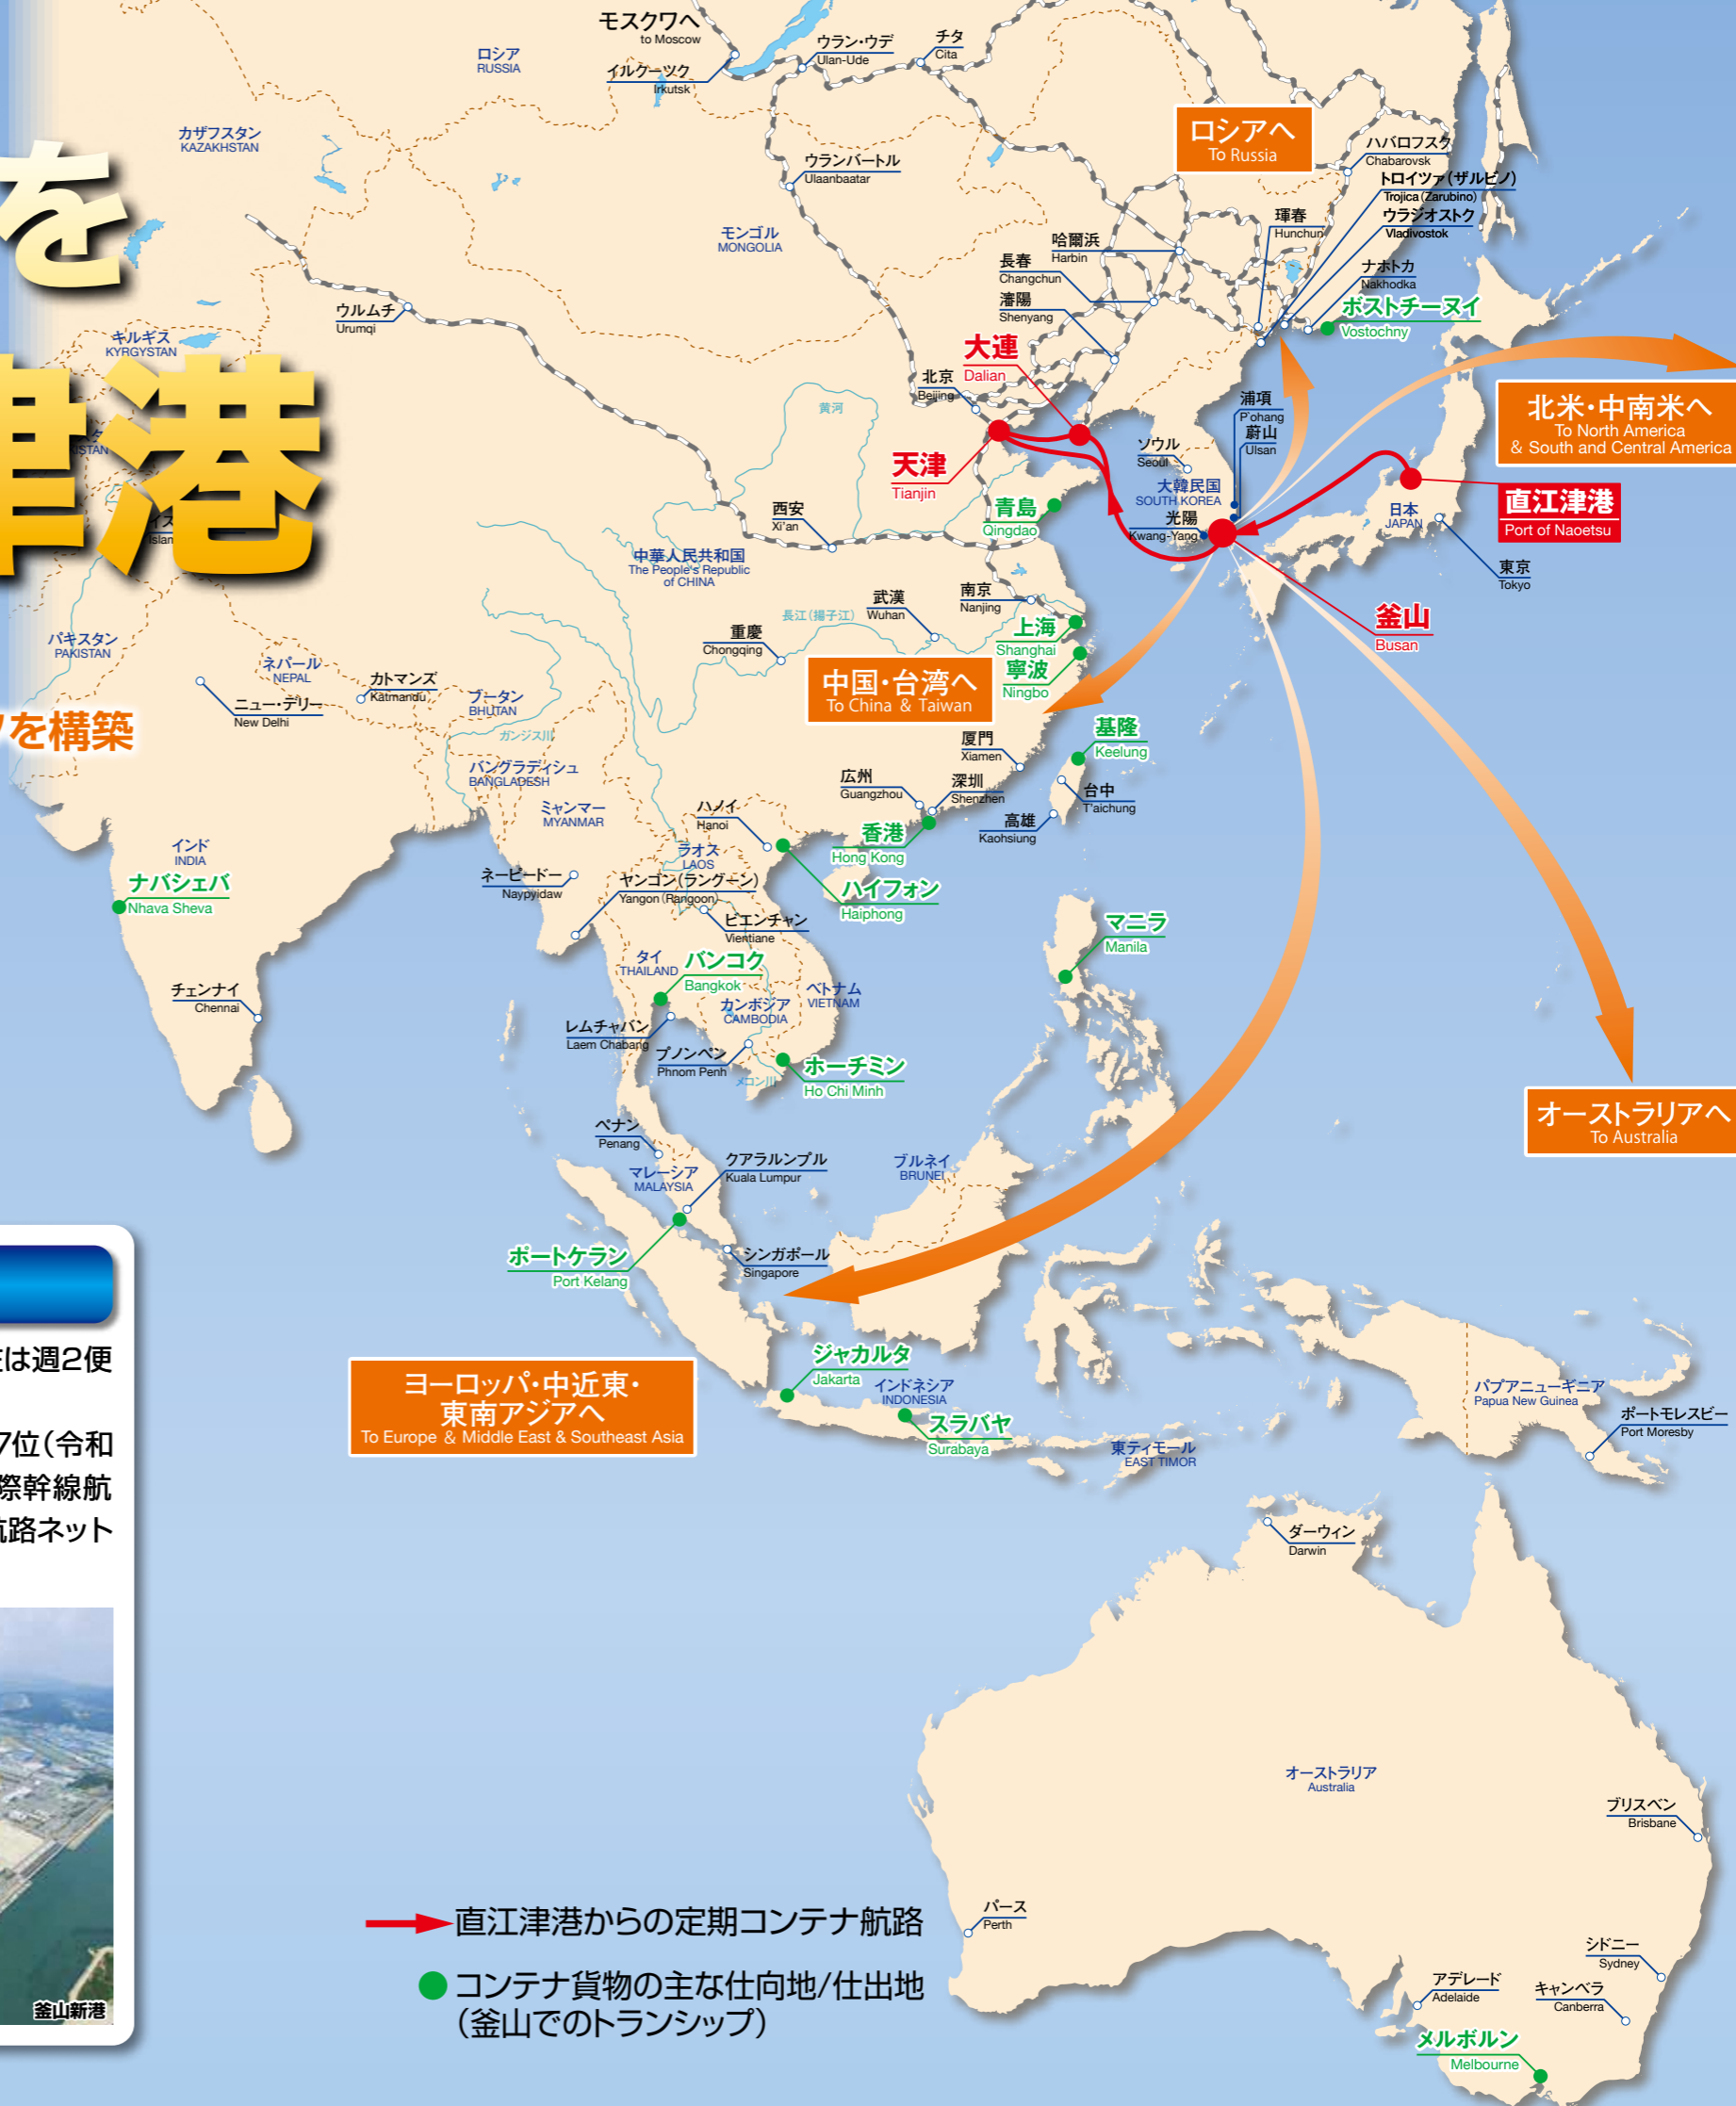 モスクワへ
to Moscow
ロシア
RUSSIA
イルクーツク
Irkutsk
ウラン・ウデ
Ulan-Ude
チタ
Cita
カザフスタン
KAZAKHSTAN
ロシアへ
To Russia
ハバロフスク
Chabarovsk
トロイツァ(ザルビノ)
Trojica(Zarubino)
ウラジオストク
Vladivostok
ウランバートル
Ulaanbaatar
モンゴル
MONGOLIA
琿春
Hunchun
哈爾浜
Harbin
長春
Changchun
瀋陽
Shenyang
ナホトカ
Nakhodka
ボストチーヌイ
Vostochny
を
ウルムチ
Urumqi
キルギス
KYRGYSTAN
津港
大連
Dalian
北京
Beijing
黄河
天津
Tianjin
青島
Qingdao
浦項
P'ohang
蔚山
Ulsan
ソウル
Seoul
大韓民国
SOUTH KOREA
光陽
Kwang-Yang
北米・中南米へ
To North America
& South and Central America
直江津港
Port of Naoetsu
日本
JAPAN
東京
Tokyo
釜山
Busan
西安
Xi'an
中華人民共和国
The People's Republic
of CHINA
南京
Nanjing
武漢
Wuhan
長江(揚子江)
重慶
Chongqing
上海
Shanghai
寧波
Ningbo
中国・台湾へ
To China & Taiwan
パキスタン
PAKISTAN
ネパール
NEPAL
カトマンズ
Katmandu
ニュー・デリー
New Delhi
ブータン
BHUTAN
ガンジス川
を構築
バングラディシュ
BANGLADESH
ミャンマー
MYANMAR
厦門
Xiamen
基隆
Keelung
台中
T'aichung
高雄
Kaohsiung
広州
Guangzhou
深圳
Shenzhen
香港
Hong Kong
ハノイ
Hanoi
ラオス
LAOS
ハイフォン
Haiphong
インド
INDIA
ナバシェバ
Nhava Sheva
ネーピードー
Naypyidaw
ヤンゴン(ラングーン)
Yangon(Rangoon)
ビエンチャン
Vientiane
マニラ
Manila
タイ
THAILAND
バンコク
Bangkok
ベトナム
VIETNAM
カンボジア
CAMBODIA
チェンナイ
Chennai
レムチャバン
Laem Chabang
プノンペン
Phnom Penh
メコン川
ホーチミン
Ho Chi Minh
オーストラリアへ
To Australia
ペナン
Penang
マレーシア
MALAYSIA
クアラルンプル
Kuala Lumpur
ブルネイ
BRUNEI
ポートケラン
Port Kelang
シンガポール
Singapore
ヨーロッパ・中近東・
東南アジアへ
To Europe & Middle East & Southeast Asia
ジャカルタ
Jakarta
インドネシア
INDONESIA
スラバヤ
Surabaya
東ティモール
EAST TIMOR
パプアニューギニア
Papua New Guinea
ポートモレスビー
Port Moresby
は週2便
7位(令和
際幹線航
路ネット
釜山新港
ダーウィン
Darwin
オーストラリア
Australia
ブリスベン
Brisbane
パース
Perth
シドニー
Sydney
アデレード
Adelaide
キャンベラ
Canberra
メルボルン
Melbourne
直江津港からの定期コンテナ航路
コンテナ貨物の主な仕向地/仕出地
(釜山でのトランシップ)